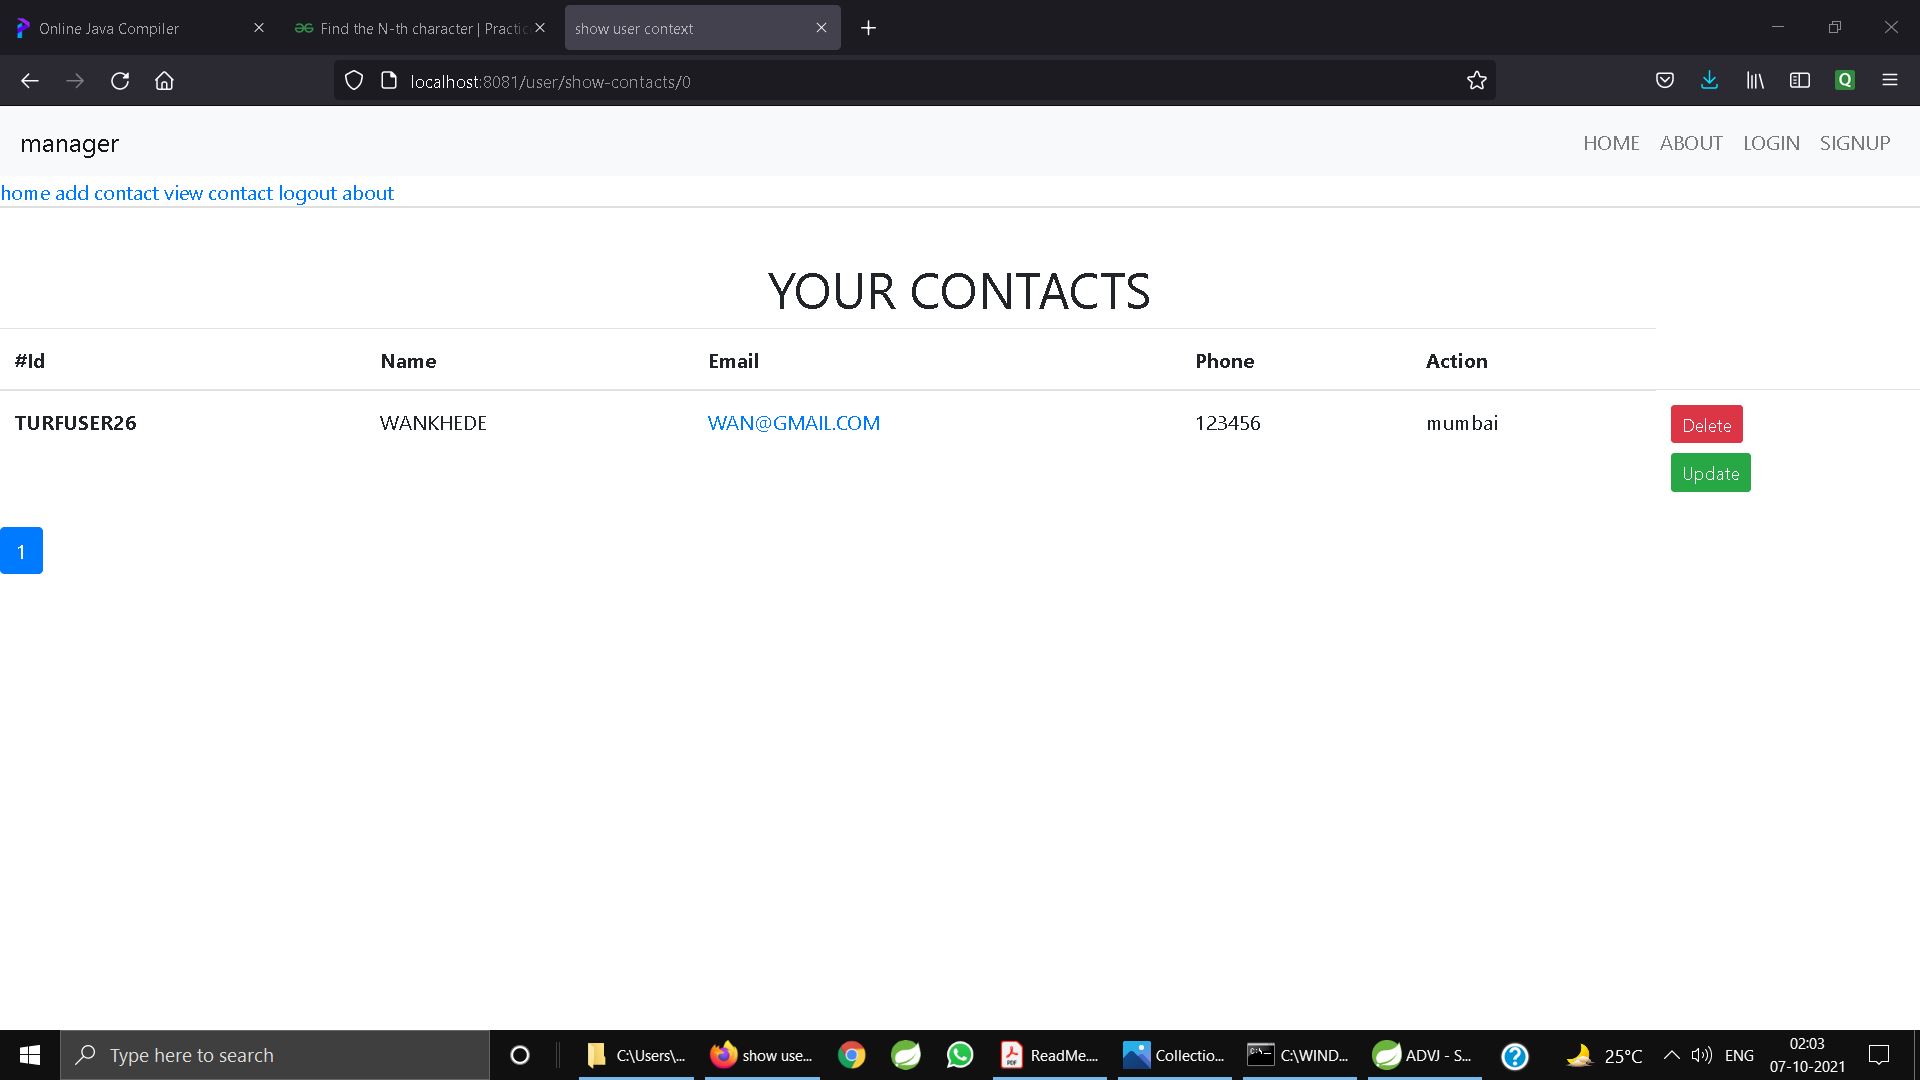 Online Java Compiler
Find the N-th character | Practic
show user context
localhost:8081/user/show-contacts/0
Q
manager
HOME ABOUT LOGIN SIGNUP
home add contact view contact logout about
YOUR CONTACTS
#Id Name Email Phone Action
TURFUSER26 WANKHEDE WAN@GMAIL.COM 123456 mumbai Delete
Update
1
Type here to search
C:\Users\...
show use...
ReadMe....
Collectio...
C:\WIND...
ADVJ - S...
25°C
ENG
02:03
07-10-2021